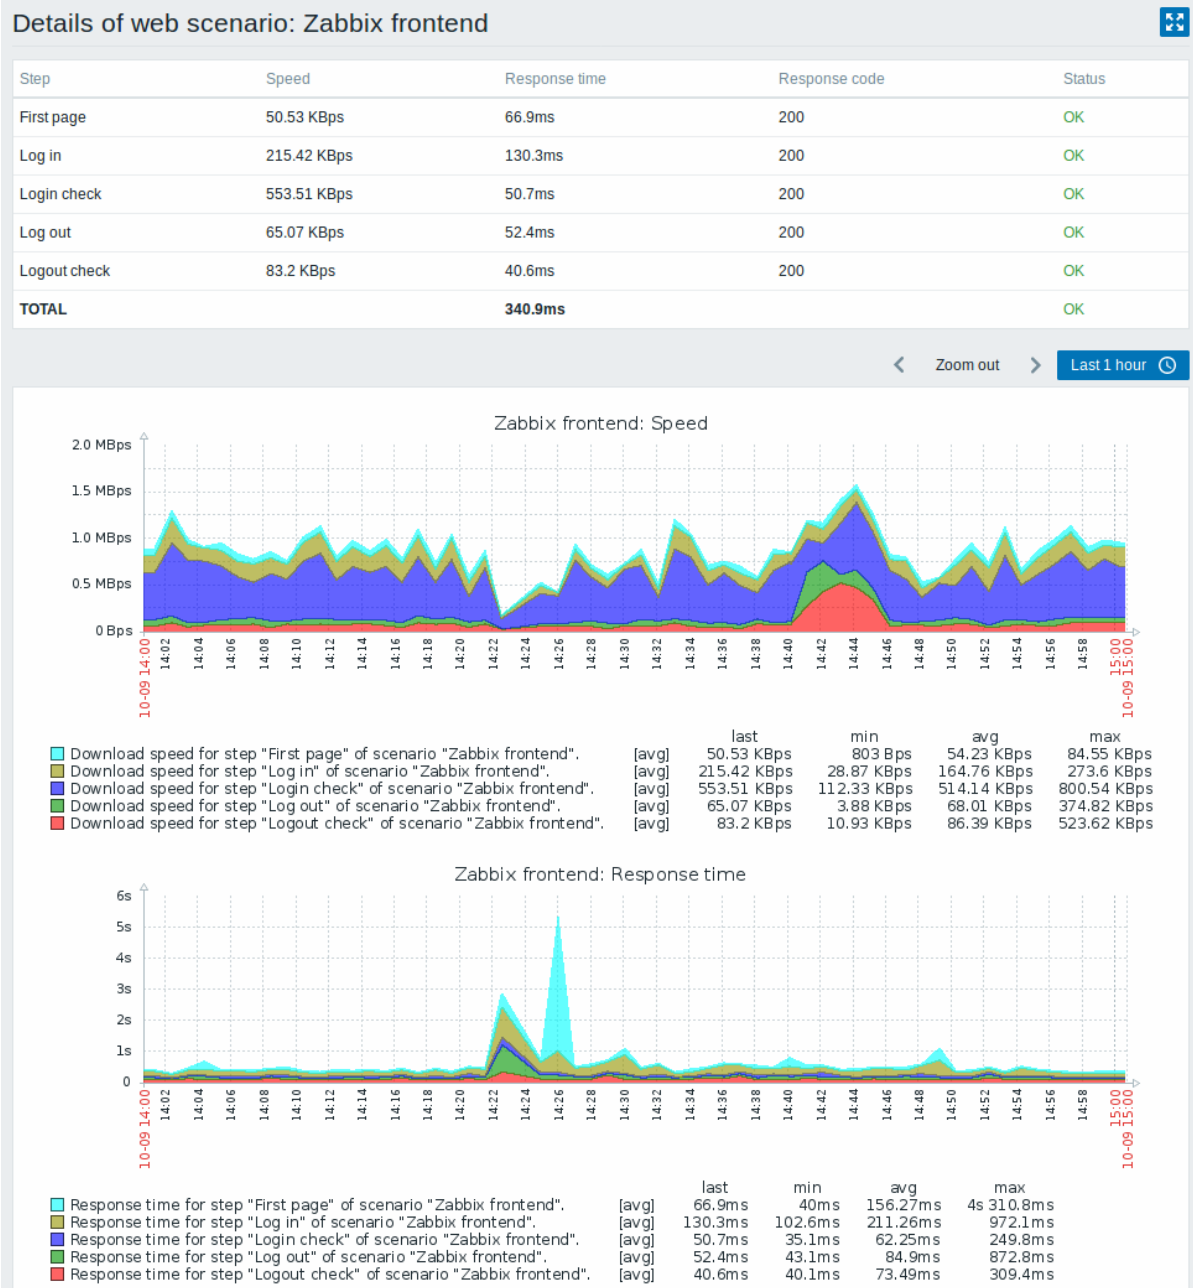 Details of web scenario: Zabbix frontend
Step Speed Response time Response code Status
First page 50.53 KBps 66.9ms 200 OK
Log in 215.42 KBps 130.3ms 200 OK
Login check 553.51 KBps 50.7ms 200 OK
Log out 65.07 KBps 52.4ms 200 OK
Logout check 83.2 KBps 40.6ms 200 OK
TOTAL 340.9ms OK
Zoom out Last 1 hour
Zabbix frontend: Speed
2.0 MBps
1.5 MBps
1.0 MBps
0.5 MBps
0 Bps
10-09 14:00 14:02 14:04 14:06 14:08 14:10 14:12 14:14 14:16 14:18 14:20 14:22 14:24 14:26 14:28 14:30 14:32 14:34 14:36 14:38 14:40 14:42 14:44 14:46 14:48 14:50 14:52 14:54 14:56 14:58 15:00 10-09 15:00
last min avg max
Download speed for step "First page" of scenario "Zabbix frontend". [avg] 50.53 KBps 803 Bps 54.23 KBps 84.55 KBps
Download speed for step "Log in" of scenario "Zabbix frontend". [avg] 215.42 KBps 28.87 KBps 164.76 KBps 273.6 KBps
Download speed for step "Login check" of scenario "Zabbix frontend". [avg] 553.51 KBps 112.33 KBps 514.14 KBps 800.54 KBps
Download speed for step "Log out" of scenario "Zabbix frontend". [avg] 65.07 KBps 3.88 KBps 68.01 KBps 374.82 KBps
Download speed for step "Logout check" of scenario "Zabbix frontend". [avg] 83.2 KBps 10.93 KBps 86.39 KBps 523.62 KBps
Zabbix frontend: Response time
6s
5s
4s
3s
2s
1s
0
10-09 14:00 14:02 14:04 14:06 14:08 14:10 14:12 14:14 14:16 14:18 14:20 14:22 14:24 14:26 14:28 14:30 14:32 14:34 14:36 14:38 14:40 14:42 14:44 14:46 14:48 14:50 14:52 14:54 14:56 14:58 15:00 10-09 15:00
last min avg max
Response time for step "First page" of scenario "Zabbix frontend". [avg] 66.9ms 40ms 156.27ms 4s 310.8ms
Response time for step "Log in" of scenario "Zabbix frontend". [avg] 130.3ms 102.6ms 211.26ms 972.1ms
Response time for step "Login check" of scenario "Zabbix frontend". [avg] 50.7ms 35.1ms 62.25ms 249.8ms
Response time for step "Log out" of scenario "Zabbix frontend". [avg] 52.4ms 43.1ms 84.9ms 872.8ms
Response time for step "Logout check" of scenario "Zabbix frontend". [avg] 40.6ms 40.1ms 73.49ms 309.4ms